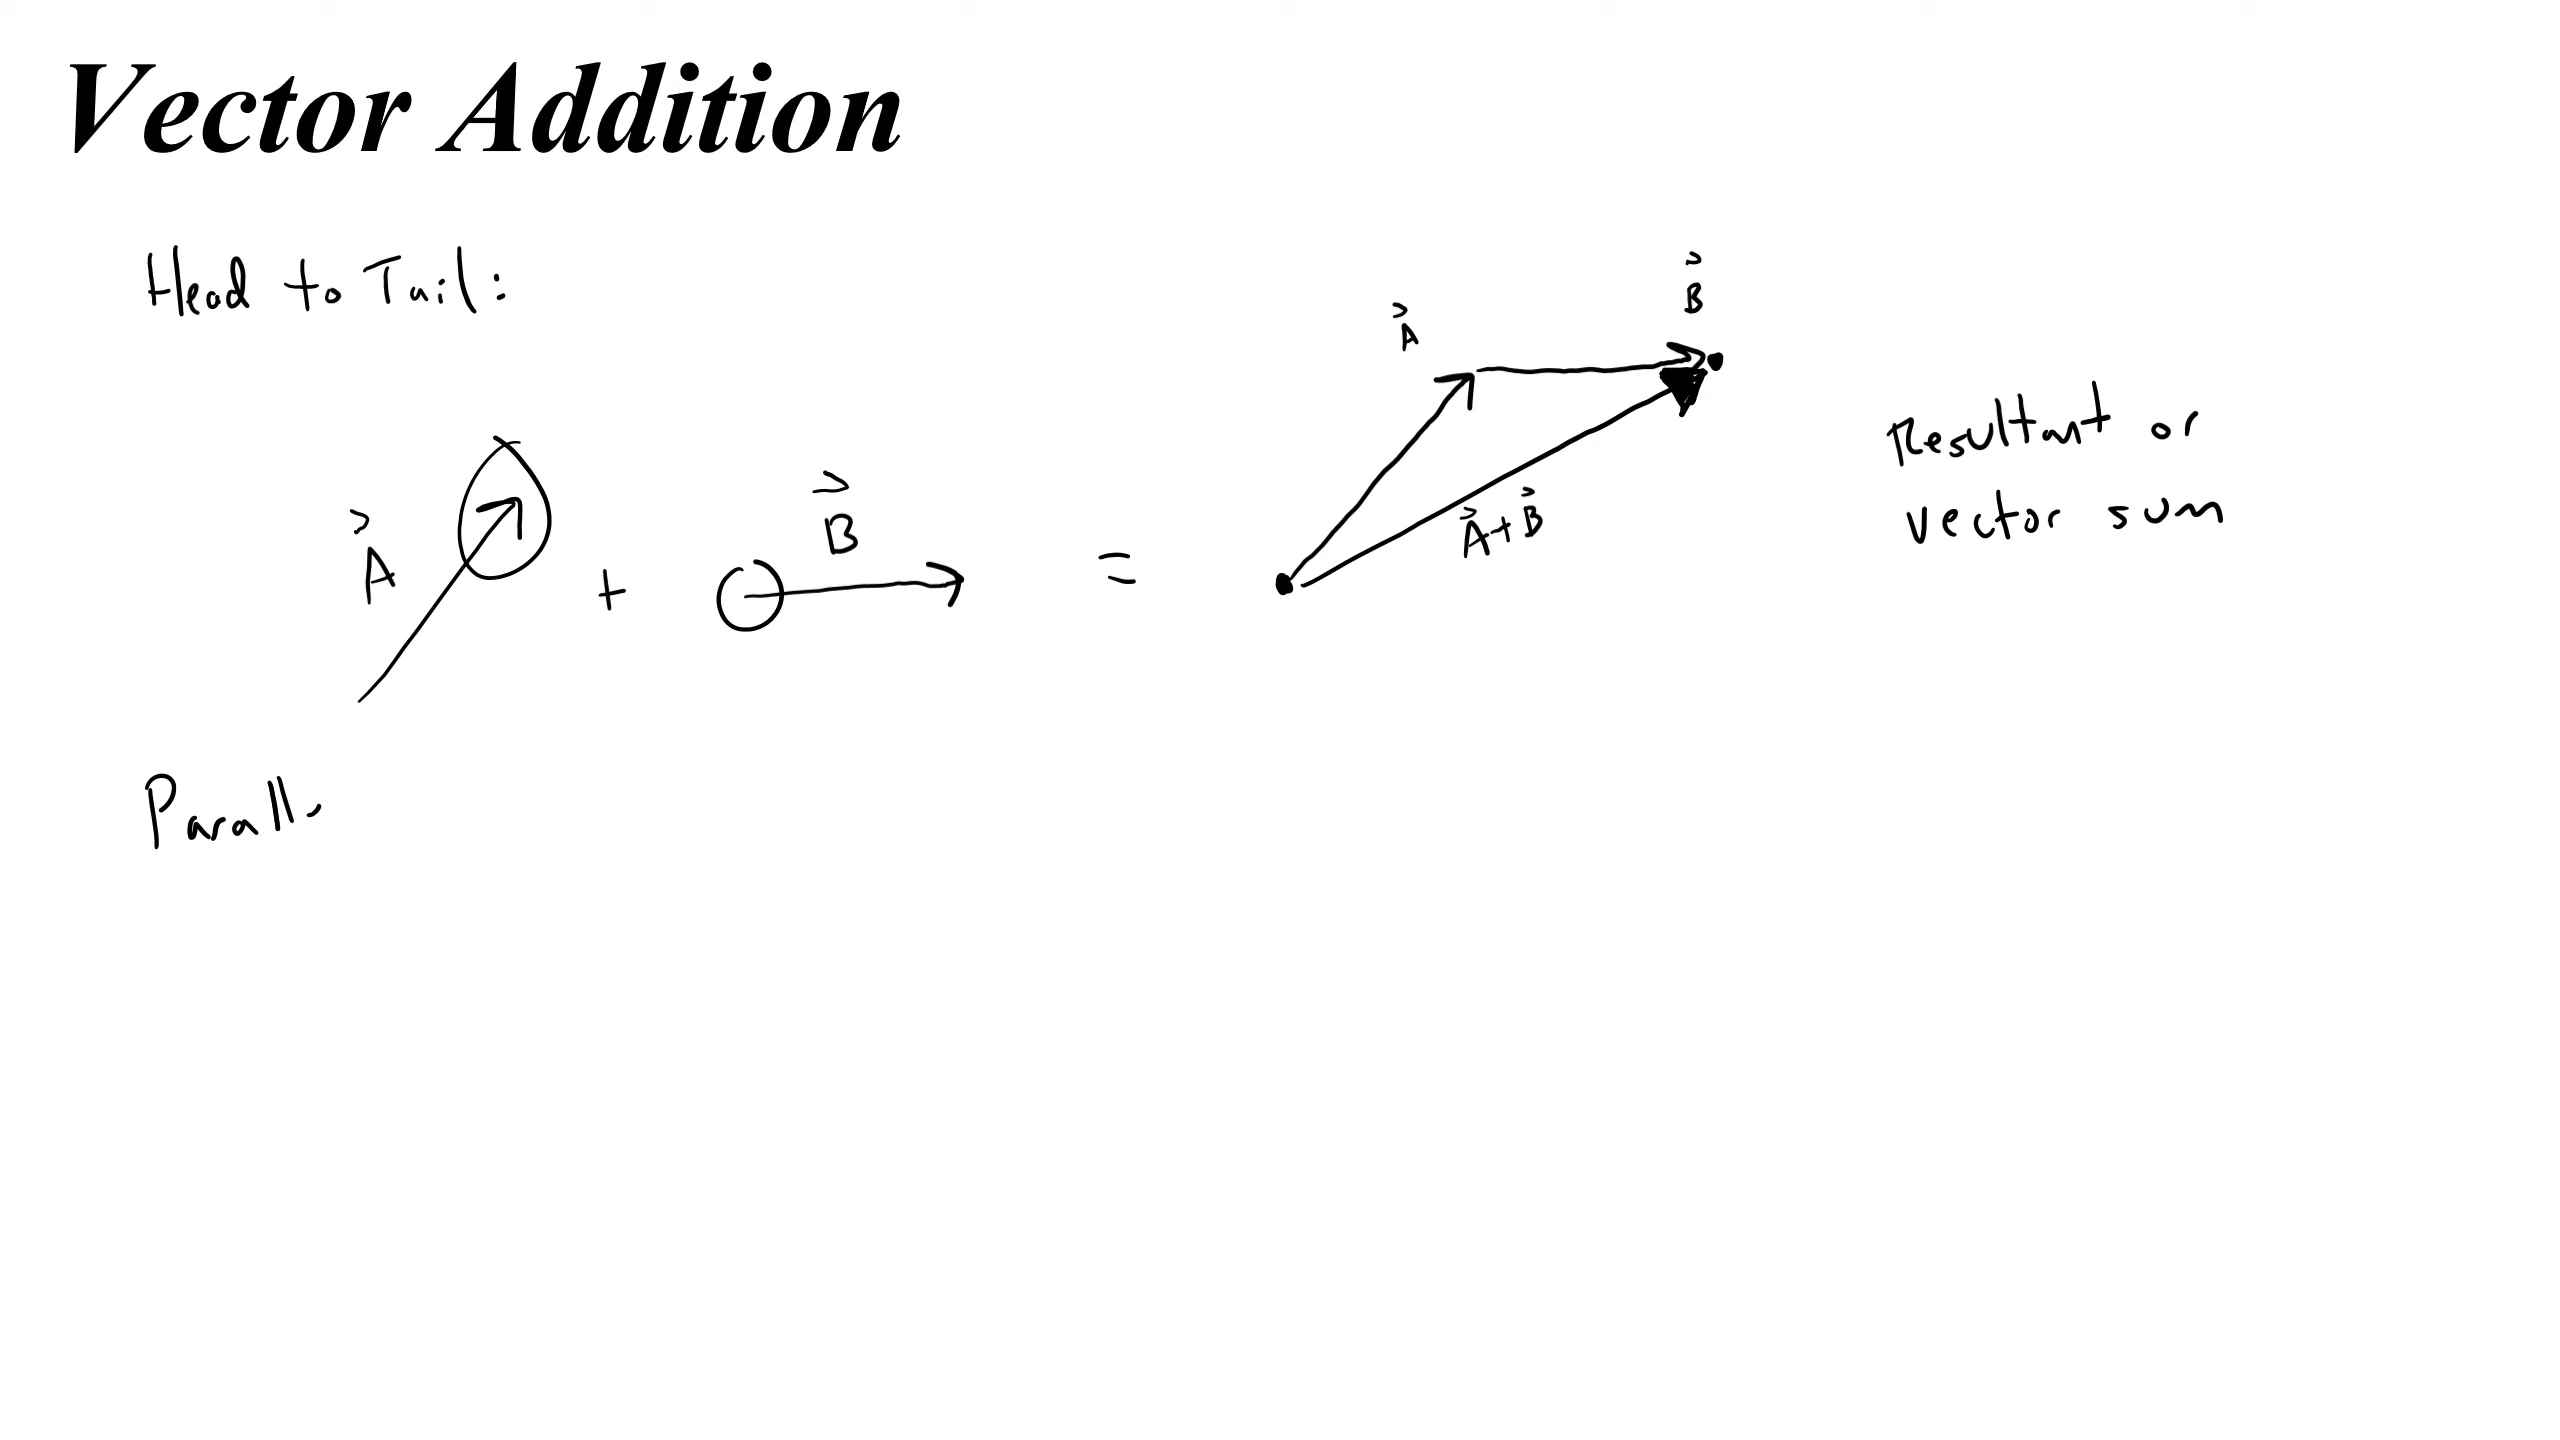 Vector Addition
Head to Tail:
A⃗ + B⃗ =
A⃗
B⃗
A⃗+B⃗
Resultant or
vector sum
Parall